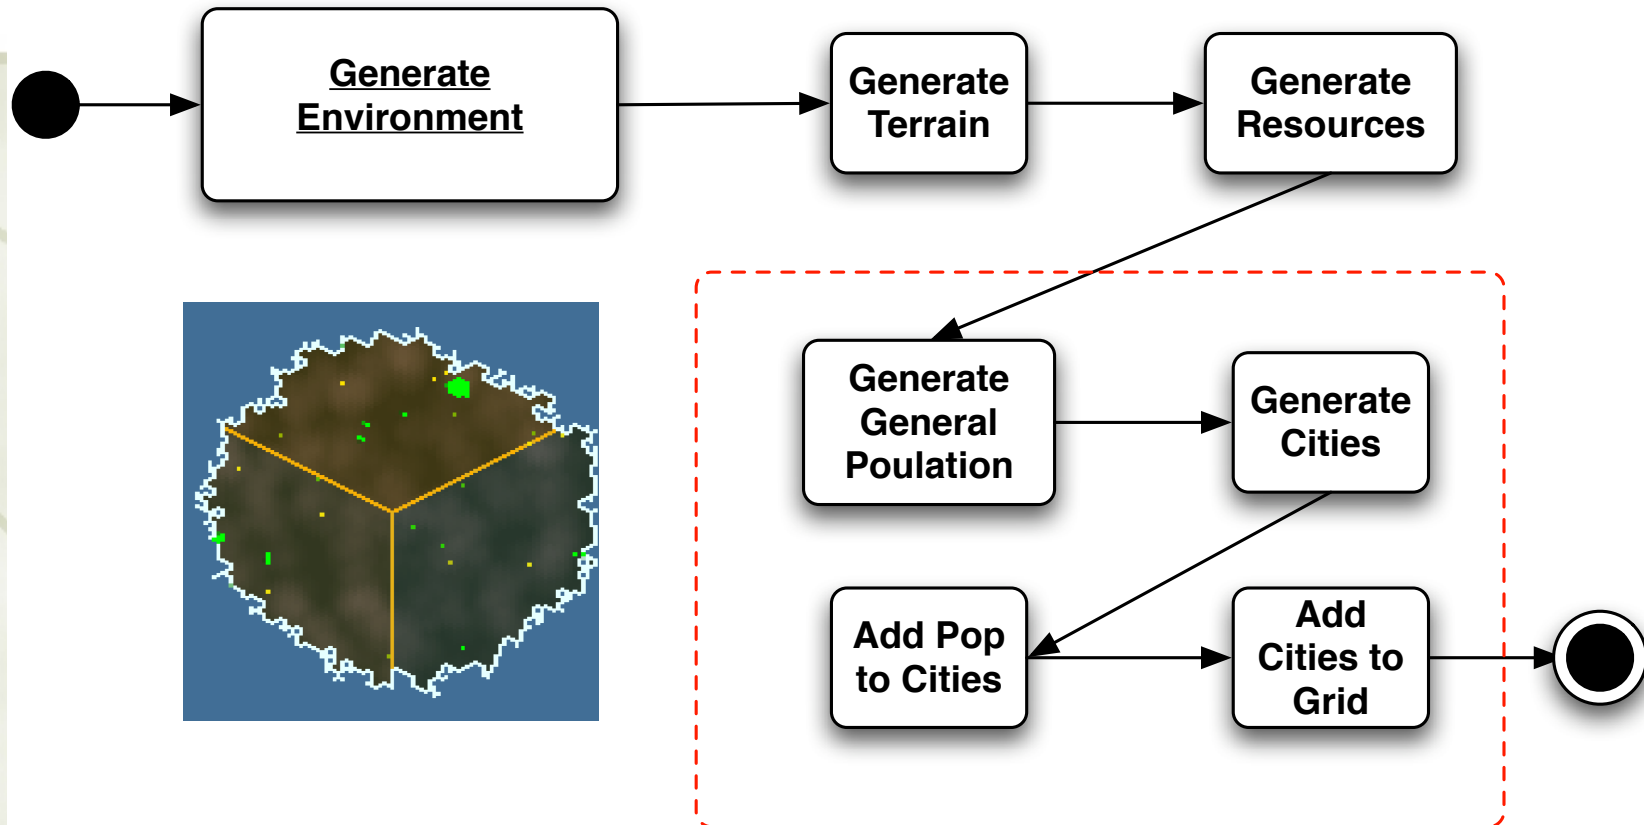 Generate
Environment
Generate
Terrain
Generate
Resources
Generate
General
Poulation
Generate
Cities
Add Pop
to Cities
Add
Cities to
Grid